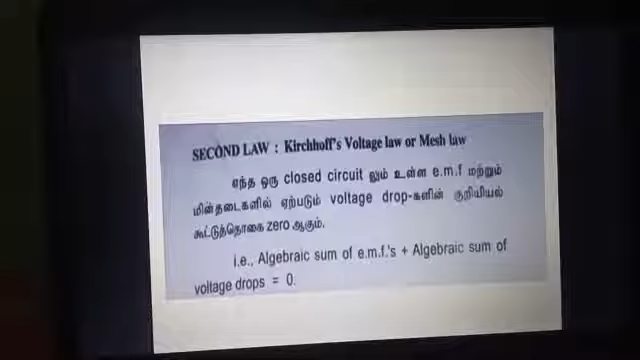 SECOND LAW : Kirchhoff's Voltage law or Mesh law
எந்த ஒரு closed circuit லும் உள்ள e.m.f மற்றும்
மின்தடைகளில் ஏற்படும் voltage drop-களின் குறியியல்
கூட்டுத்தொகை zero ஆகும்.
i.e., Algebraic sum of e.m.f.'s + Algebraic sum of
voltage drops = 0.